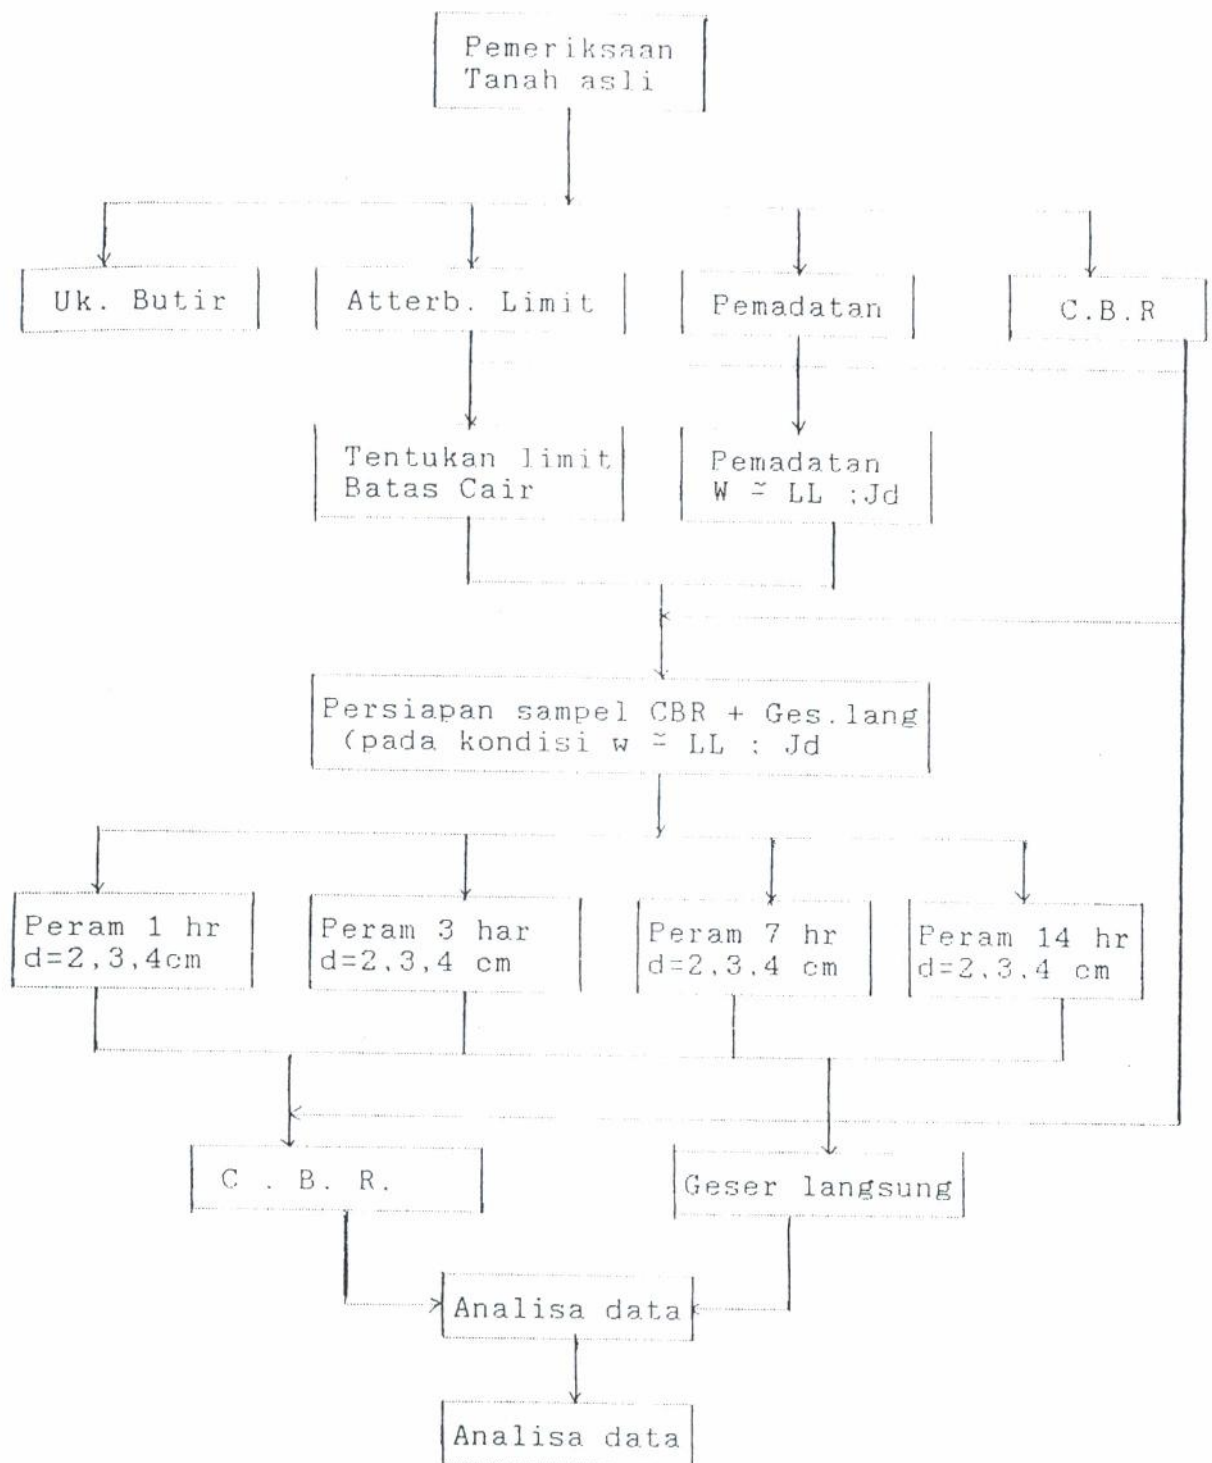 Pemeriksaan
Tanah asli
Uk. Butir
Atterb. Limit
Pemadatan
C.B.R
Tentukan limit
Batas Cair
Pemadatan
W ≃ LL ;Jd
Persiapan sampel CBR + Ges.lang
(pada kondisi w ≃ LL : Jd
Peram 1 hr
d=2,3,4cm
Peram 3 har
d=2,3,4 cm
Peram 7 hr
d=2,3,4 cm
Peram 14 hr
d=2,3,4 cm
C . B. R.
Geser langsung
Analisa data
Analisa data